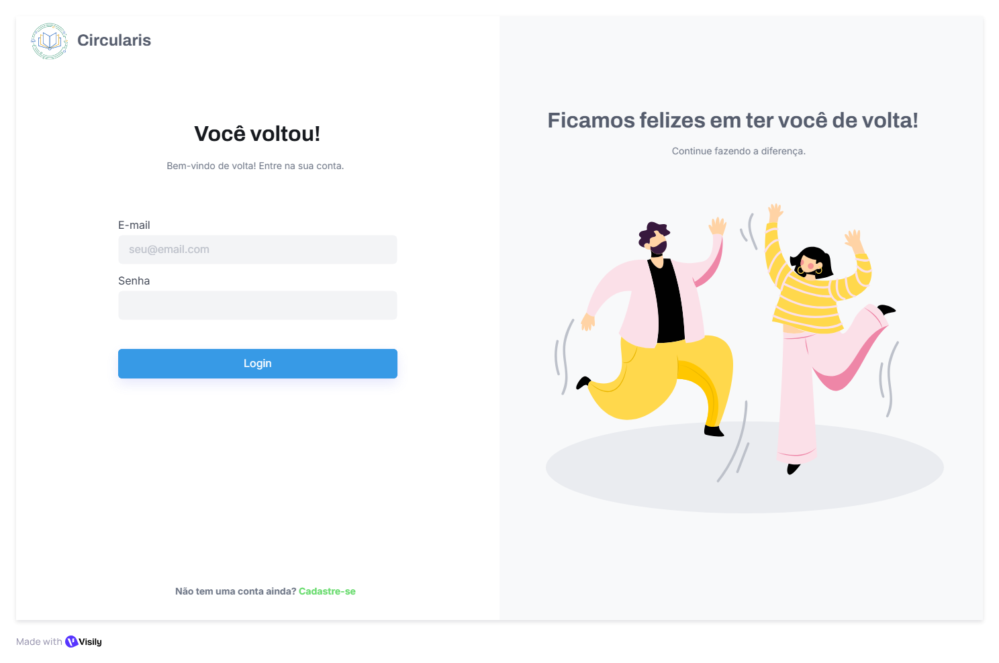 Circularis
Você voltou!
Bem-vindo de volta! Entre na sua conta.
E-mail
seu@email.com
Senha
Login
Não tem uma conta ainda? Cadastre-se
Ficamos felizes em ter você de volta!
Continue fazendo a diferença.
Made with Visily